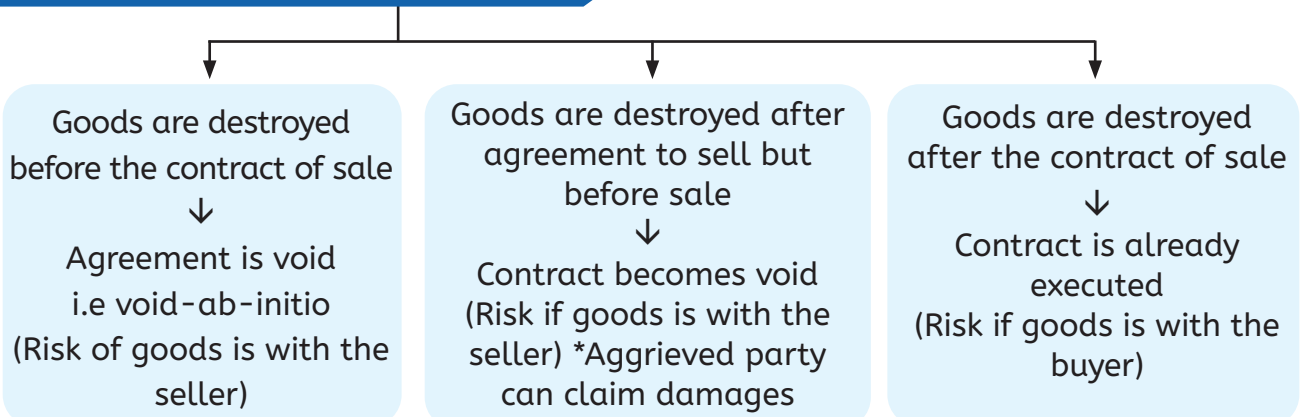 Goods are destroyed
before the contract of sale
↓
Agreement is void
i.e void-ab-initio
(Risk of goods is with the
seller)
Goods are destroyed after
agreement to sell but
before sale
↓
Contract becomes void
(Risk if goods is with the
seller) *Aggrieved party
can claim damages
Goods are destroyed
after the contract of sale
↓
Contract is already
executed
(Risk if goods is with the
buyer)